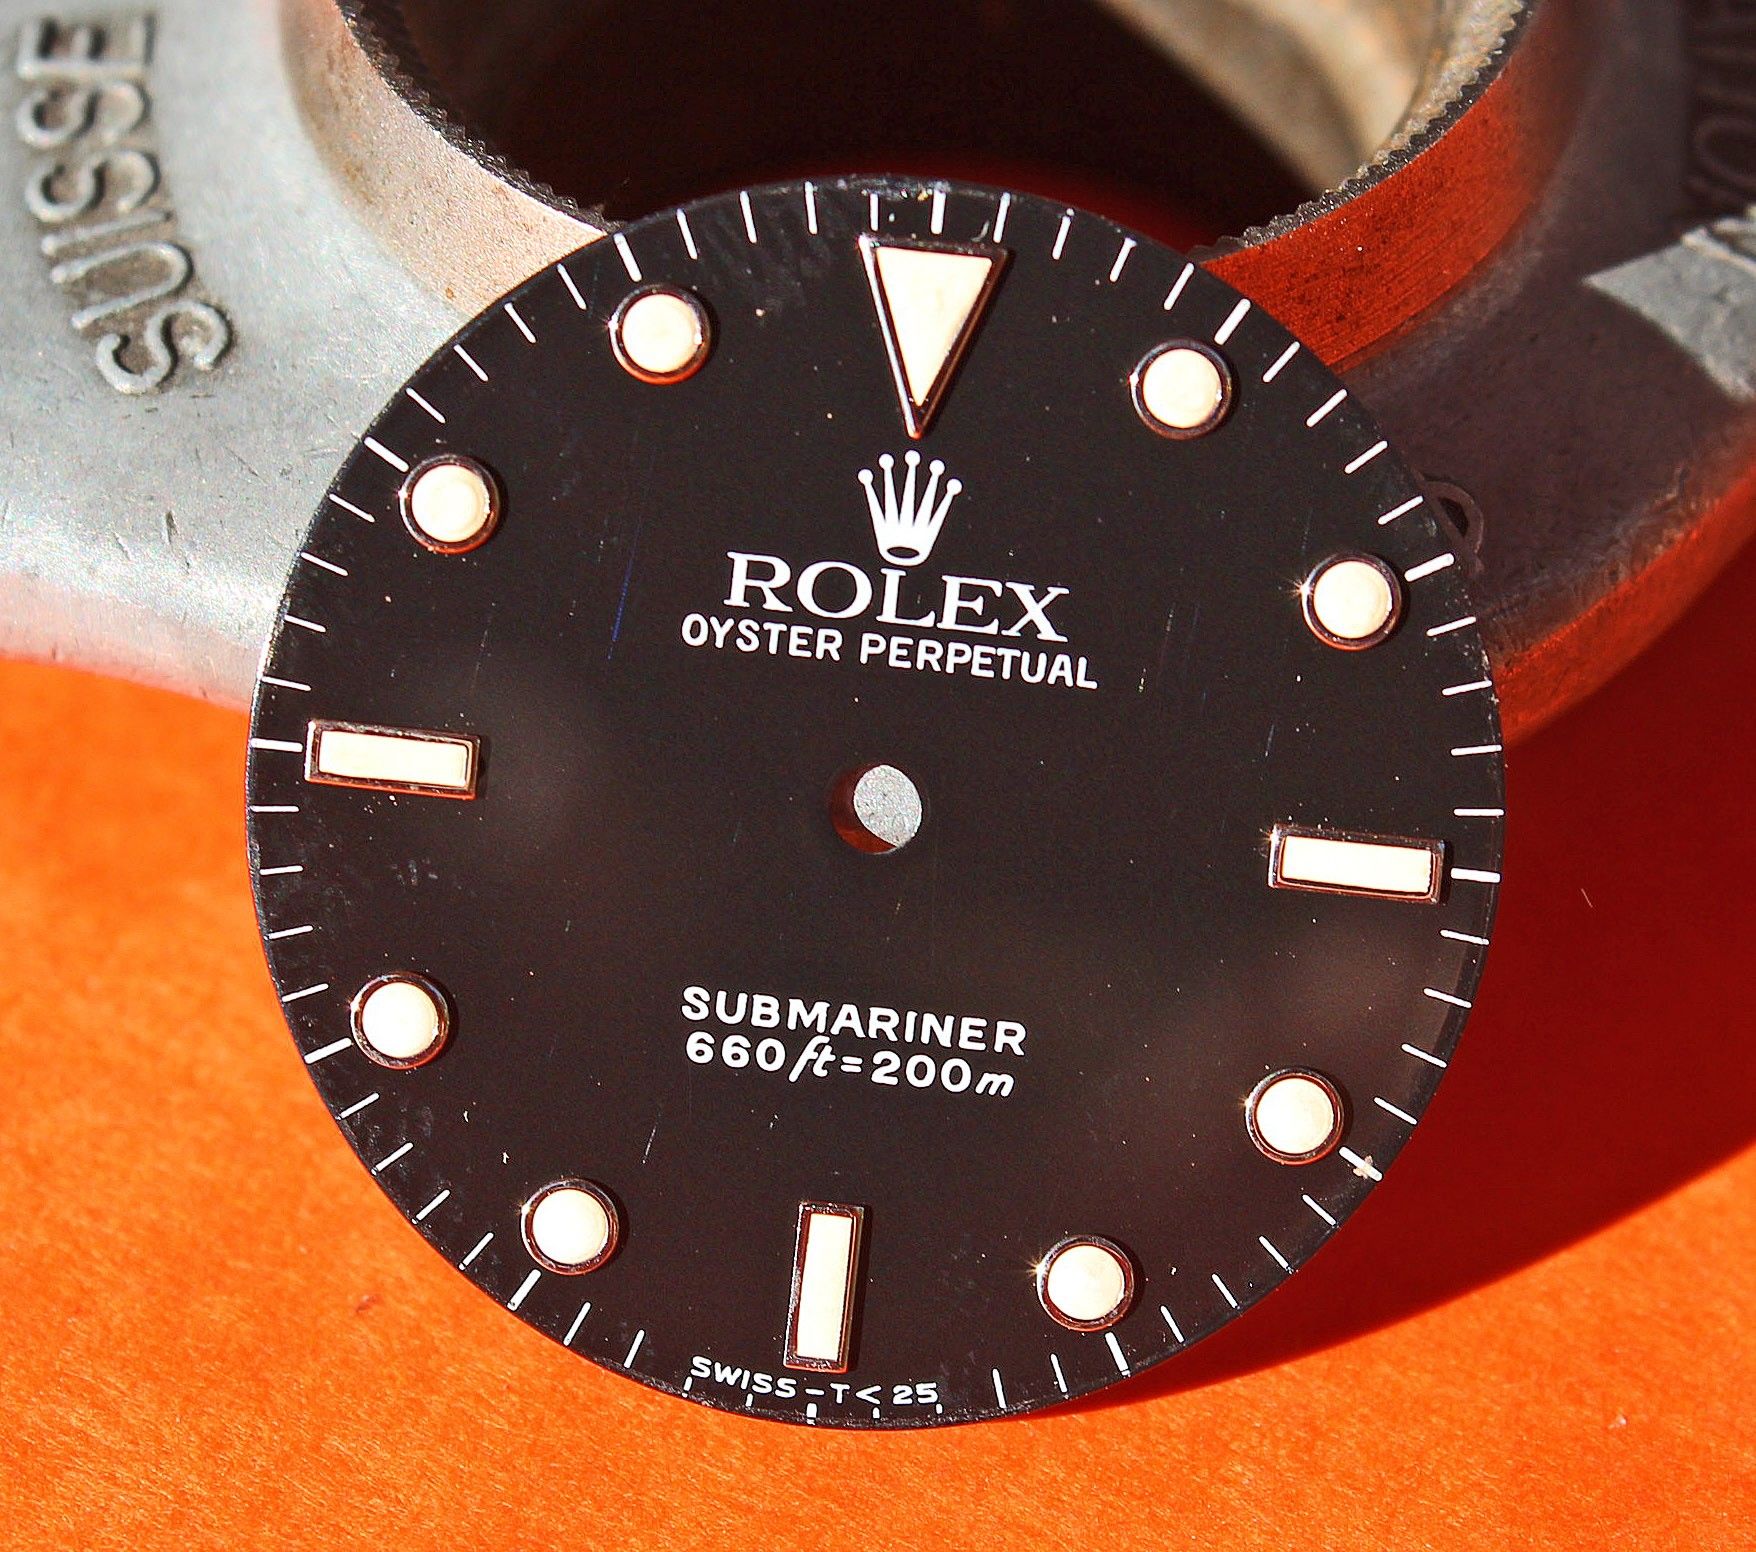 SUISSE
ROLEX
OYSTER PERPETUAL
SUBMARINER
660ft=200m
SWISS-T<25